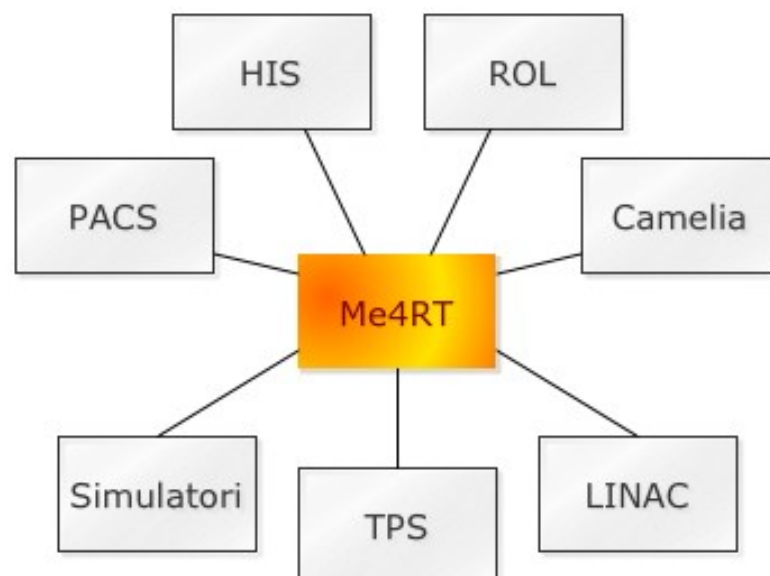 HIS
ROL
PACS
Camelia
Me4RT
Simulatori
TPS
LINAC